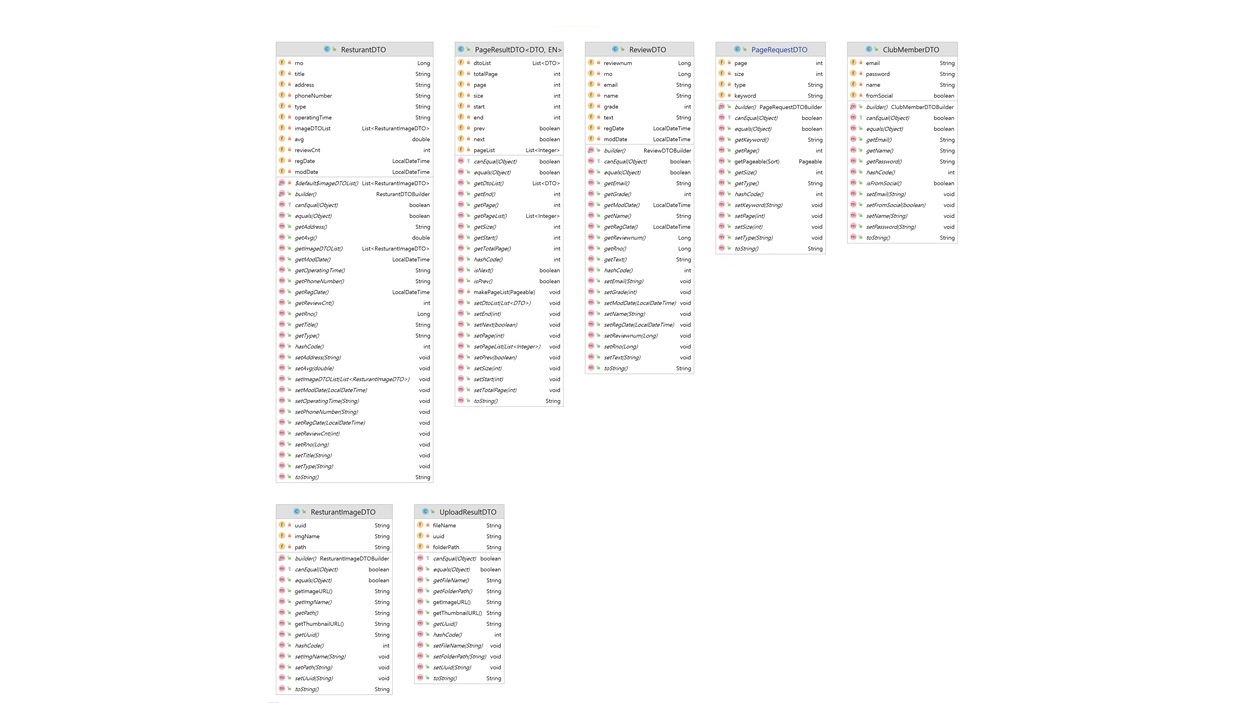 ResturantDTO
rno Long
title String
address String
phoneNumber String
type String
operatingTime String
imageDTOList List<ResturantImageDTO>
avg double
reviewCnt int
regDate LocalDateTime
modDate LocalDateTime
$default$imageDTOList() List<ResturantImageDTO>
builder() ResturantDTOBuilder
canEqual(Object) boolean
equals(Object) boolean
getAddress() String
getAvg() double
getImageDTOList() List<ResturantImageDTO>
getModDate() LocalDateTime
getOperatingTime() String
getPhoneNumber() String
getRegDate() LocalDateTime
getReviewCnt() int
getRno() Long
getTitle() String
getType() String
hashCode() int
setAddress(String) void
setAvg(double) void
setImageDTOList(List<ResturantImageDTO>) void
setModDate(LocalDateTime) void
setOperatingTime(String) void
setPhoneNumber(String) void
setRegDate(LocalDateTime) void
setReviewCnt(int) void
setRno(Long) void
setTitle(String) void
setType(String) void
toString() String
PageResultDTO<DTO, EN>
dtoList List<DTO>
totalPage int
page int
size int
start int
end int
prev boolean
next boolean
pageList List<Integer>
canEqual(Object) boolean
equals(Object) boolean
getDtoList() List<DTO>
getEnd() int
getPage() int
getPageList() List<Integer>
getSize() int
getStart() int
getTotalPage() int
hashCode() int
isNext() boolean
isPrev() boolean
makePageList(Pageable) void
setDtoList(List<DTO>) void
setEnd(int) void
setNext(boolean) void
setPage(int) void
setPageList(List<Integer>) void
setPrev(boolean) void
setSize(int) void
setStart(int) void
setTotalPage(int) void
toString() String
ReviewDTO
reviewnum Long
rno Long
email String
name String
grade int
text String
regDate LocalDateTime
modDate LocalDateTime
builder() ReviewDTOBuilder
canEqual(Object) boolean
equals(Object) boolean
getEmail() String
getGrade() int
getModDate() LocalDateTime
getName() String
getRegDate() LocalDateTime
getReviewnum() Long
getRno() Long
getText() String
hashCode() int
setEmail(String) void
setGrade(int) void
setModDate(LocalDateTime) void
setName(String) void
setRegDate(LocalDateTime) void
setReviewnum(Long) void
setRno(Long) void
setText(String) void
toString() String
PageRequestDTO
page int
size int
type String
keyword String
builder() PageRequestDTOBuilder
canEqual(Object) boolean
equals(Object) boolean
getKeyword() String
getPage() int
getPageable(Sort) Pageable
getSize() int
getType() String
hashCode() int
setKeyword(String) void
setPage(int) void
setSize(int) void
setType(String) void
toString() String
ClubMemberDTO
email String
password String
name String
fromSocial boolean
builder() ClubMemberDTOBuilder
canEqual(Object) boolean
equals(Object) boolean
getEmail() String
getName() String
getPassword() String
hashCode() int
isFromSocial() boolean
setEmail(String) void
setFromSocial(boolean) void
setName(String) void
setPassword(String) void
toString() String
ResturantImageDTO
uuid String
imgName String
path String
builder() ResturantImageDTOBuilder
canEqual(Object) boolean
equals(Object) boolean
getImageURL() String
getImgName() String
getPath() String
getThumbnailURL() String
getUuid() String
hashCode() int
setImgName(String) void
setPath(String) void
setUuid(String) void
toString() String
UploadResultDTO
fileName String
uuid String
folderPath String
canEqual(Object) boolean
equals(Object) boolean
getFileName() String
getFolderPath() String
getImageURL() String
getThumbnailURL() String
getUuid() String
hashCode() int
setFileName(String) void
setFolderPath(String) void
setUuid(String) void
toString() String